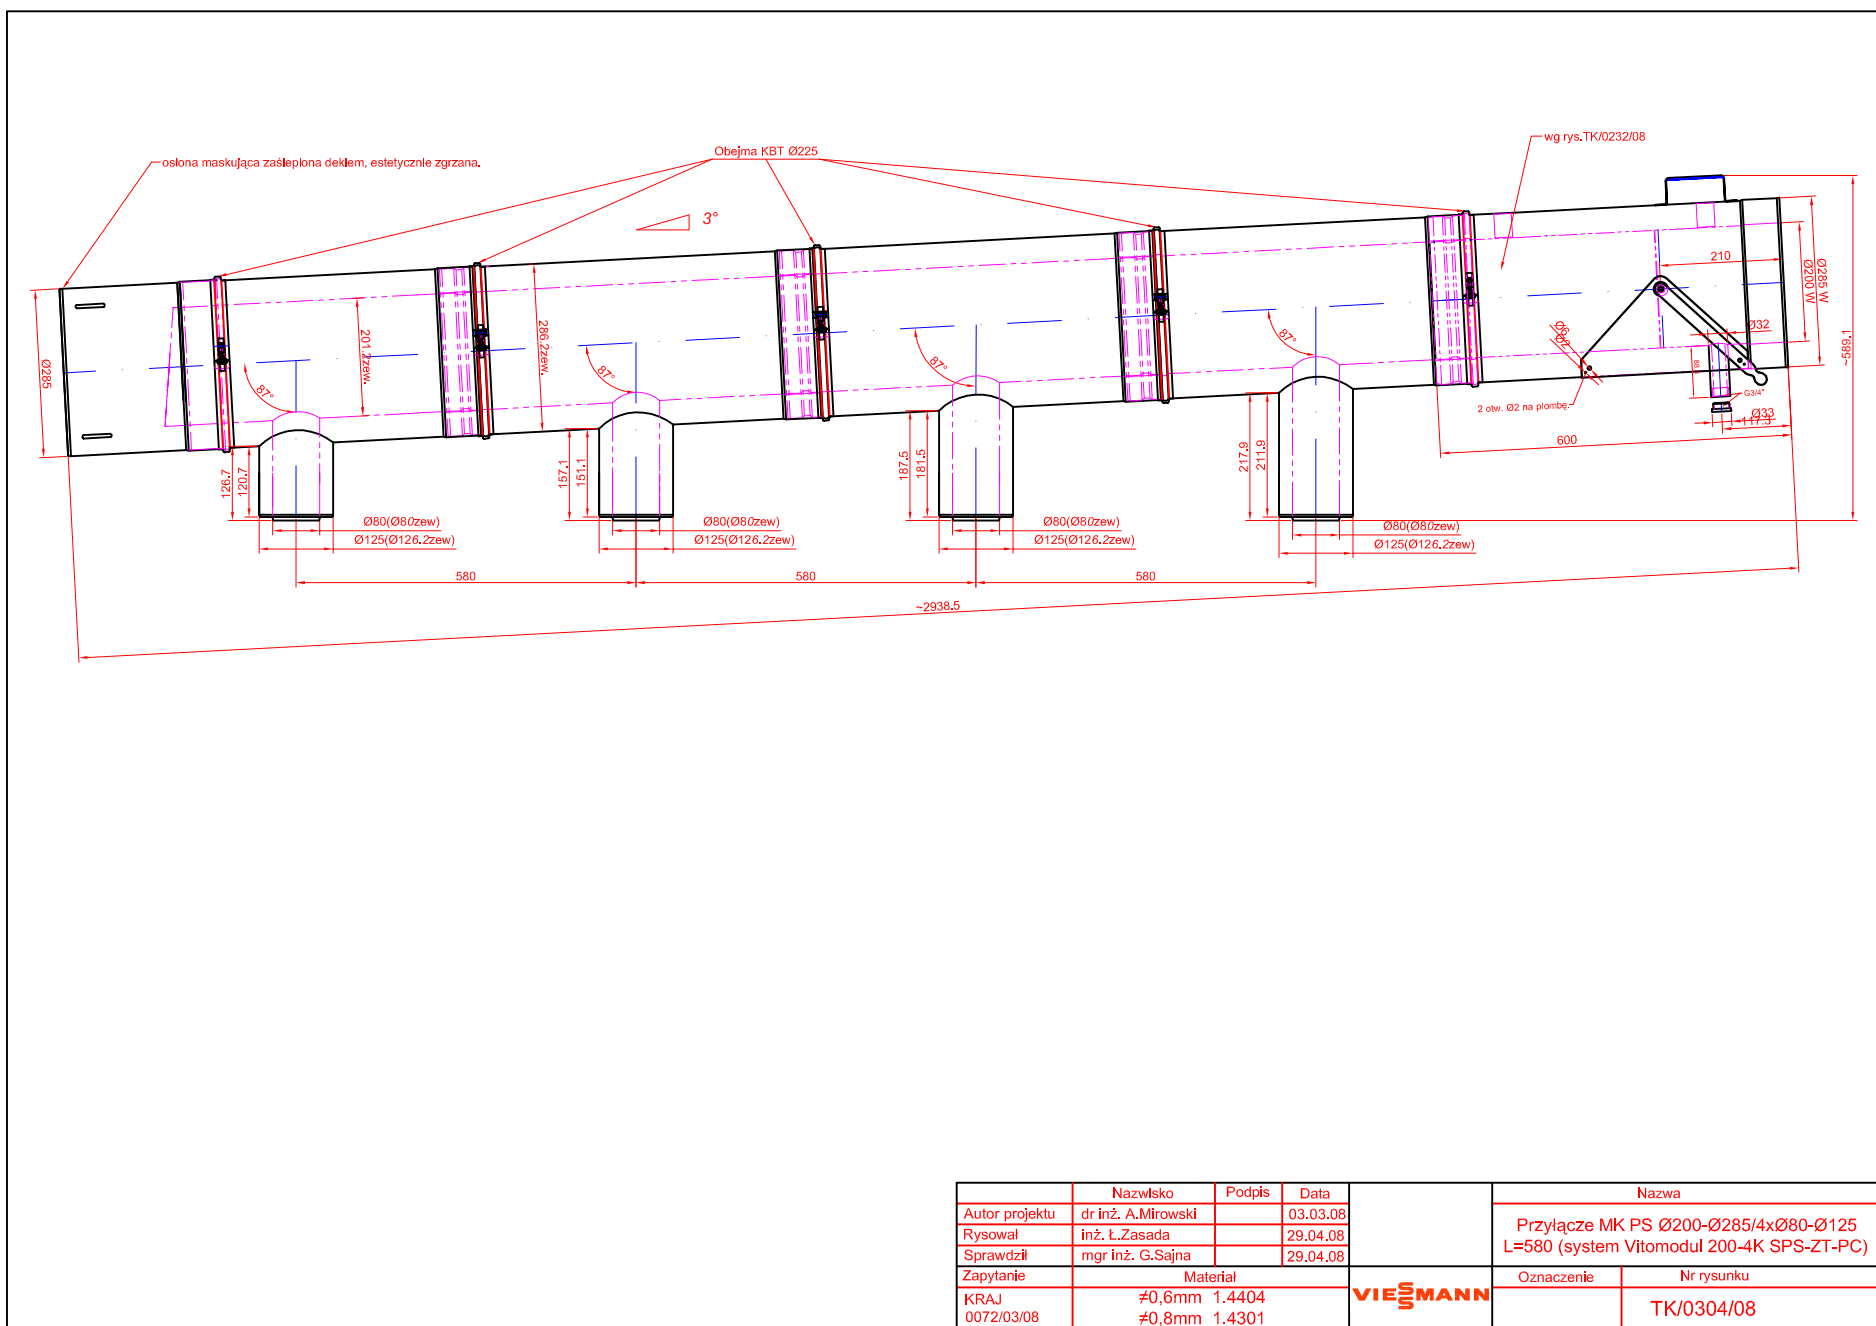 wg rys.TK/0232/08
Obejma KBT Ø225
osłona maskująca zaślepiona deklem, estetycznie zgrzana.
3°
210
Ø285 W
Ø200 W
~589.1
Ø285
201.2zew.
286.2zew.
87°
87°
87°
87°
Ø6
Ø2
Ø32
88
G3/4"
2 otw. Ø2 na plombę.
Ø33
117.3
600
126.7
120.7
157.1
151.1
187.5
181.5
217.9
211.9
Ø80(Ø80zew)
Ø125(Ø126.2zew)
Ø80(Ø80zew)
Ø125(Ø126.2zew)
Ø80(Ø80zew)
Ø125(Ø126.2zew)
Ø80(Ø80zew)
Ø125(Ø126.2zew)
580
580
580
~2938.5
Nazwisko Podpis Data
Autor projektu dr inż. A.Mirowski 03.03.08
Rysował inż. Ł.Zasada 29.04.08
Sprawdził mgr inż. G.Sajna 29.04.08
Zapytanie Materiał
KRAJ ≠0,6mm 1.4404
0072/03/08 ≠0,8mm 1.4301
VIESSMANN
Nazwa
Przyłącze MK PS Ø200-Ø285/4xØ80-Ø125
L=580 (system Vitomodul 200-4K SPS-ZT-PC)
Oznaczenie Nr rysunku
TK/0304/08